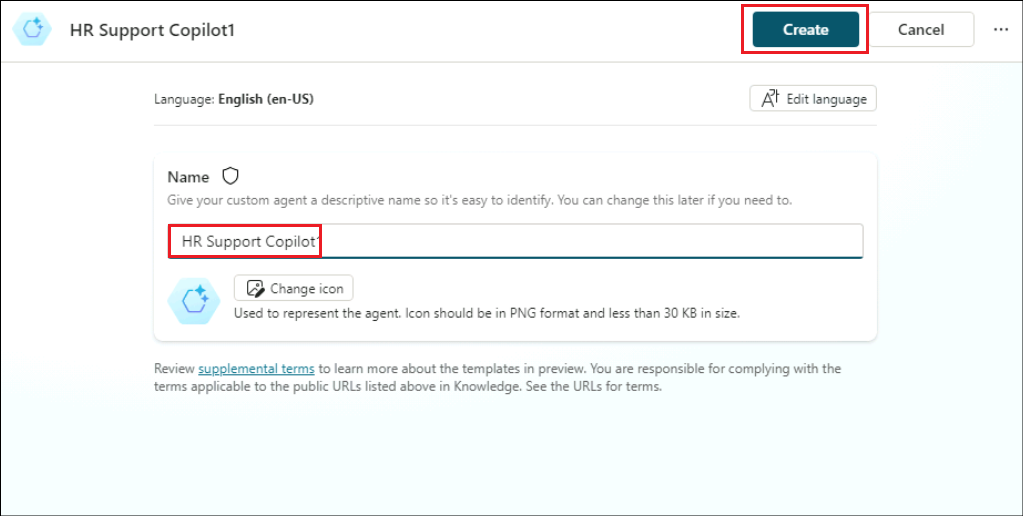 HR Support Copilot1
Create
Cancel
Language: English (en-US)
Edit language
Name
Give your custom agent a descriptive name so it's easy to identify. You can change this later if you need to.
HR Support Copilot1
Change icon
Used to represent the agent. Icon should be in PNG format and less than 30 KB in size.
Review supplemental terms to learn more about the templates in preview. You are responsible for complying with the
terms applicable to the public URLs listed above in Knowledge. See the URLs for terms.